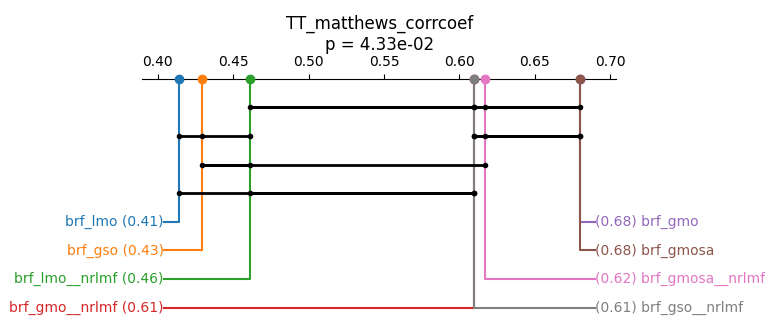 TT_matthews_corrcoef
p = 4.33e-02
0.40 0.45 0.50 0.55 0.60 0.65 0.70
brf_lmo (0.41) (0.68) brf_gmo
brf_gso (0.43) (0.68) brf_gmosa
brf_lmo__nrlmf (0.46) (0.62) brf_gmosa__nrlmf
brf_gmo__nrlmf (0.61) (0.61) brf_gso__nrlmf